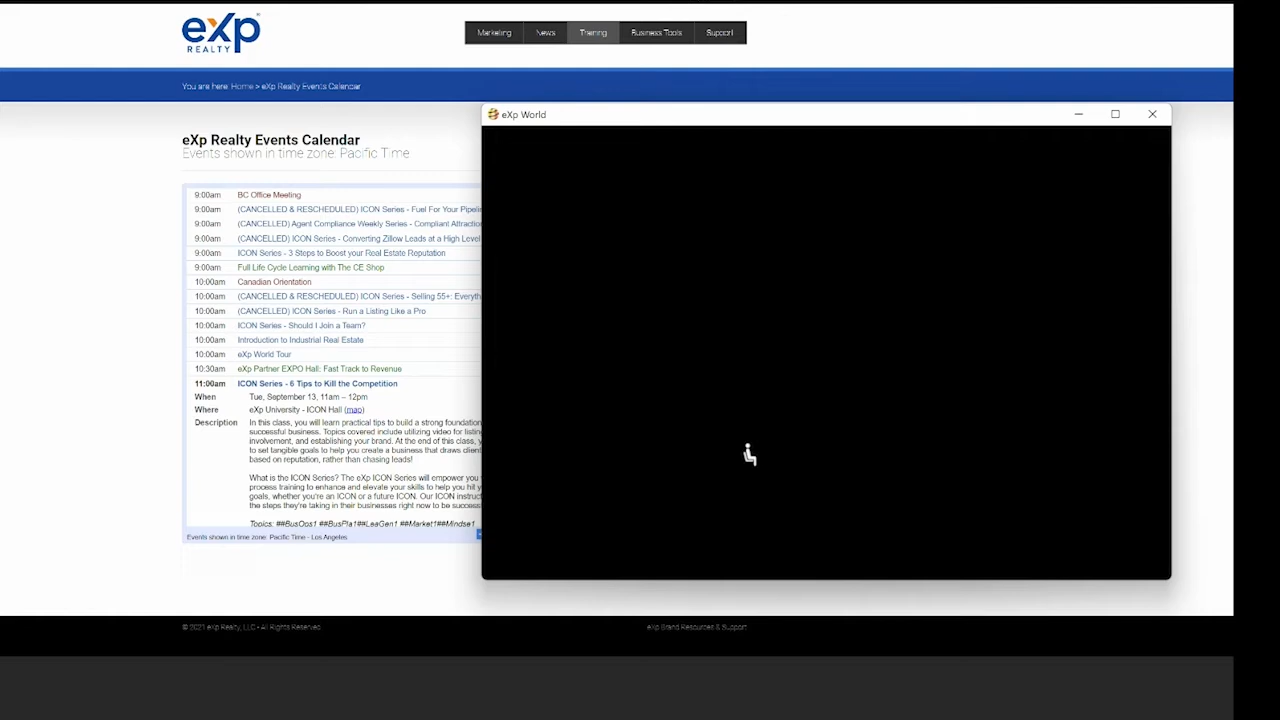 eXp
REALTY
Marketing News Training Business Tools Support
You are here: Home > eXp Realty Events Calendar
eXp World
eXp Realty Events Calendar
Events shown in time zone: Pacific Time
9:00am BC Office Meeting
9:00am (CANCELLED & RESCHEDULED) ICON Series - Fuel For Your Pipelin
9:00am (CANCELLED) Agent Compliance Weekly Series - Compliant Attractio
9:00am (CANCELLED) ICON Series - Converting Zillow Leads at a High Level
9:00am ICON Series - 3 Steps to Boost your Real Estate Reputation
9:00am Full Life Cycle Learning with The CE Shop
10:00am Canadian Orientation
10:00am (CANCELLED & RESCHEDULED) ICON Series - Selling 55+: Everyth
10:00am (CANCELLED) ICON Series - Run a Listing Like a Pro
10:00am ICON Series - Should I Join a Team?
10:00am Introduction to Industrial Real Estate
10:00am eXp World Tour
10:30am eXp Partner EXPO Hall: Fast Track to Revenue
11:00am ICON Series - 6 Tips to Kill the Competition
When Tue, September 13, 11am – 12pm
Where eXp University - ICON Hall (map)
Description In this class, you will learn practical tips to build a strong foundation
successful business. Topics covered include utilizing video for listing
involvement, and establishing your brand. At the end of this class, y
to set tangible goals to help you create a business that draws client
based on reputation, rather than chasing leads!
What is the ICON Series? The eXp ICON Series will empower you
process training to enhance and elevate your skills to help you hit y
goals, whether you're an ICON or a future ICON. Our ICON instruct
the steps they're taking in their businesses right now to be success
Topics: ##BusOps1 ##BusPla1##LeaGen1 ##Market1##Mindse1
Events shown in time zone: Pacific Time - Los Angeles
© 2021 eXp Realty, LLC • All Rights Reserved
eXp Brand Resources & Support